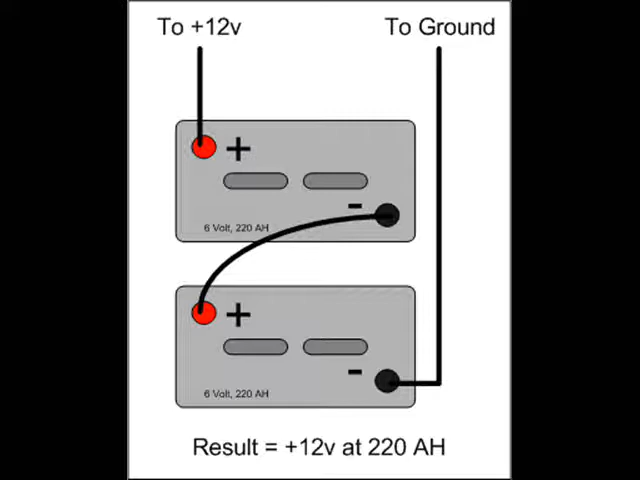 To +12v
To Ground
+
-
6 Volt, 220 AH
+
-
6 Volt, 220 AH
Result = +12v at 220 AH